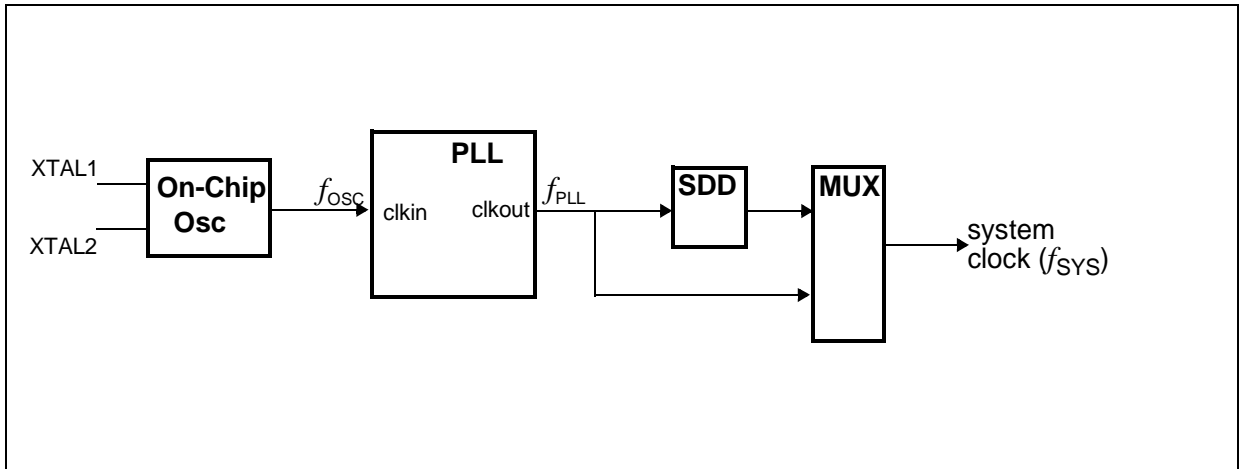 XTAL1
XTAL2
On-Chip
Osc
fOSC
PLL
clkin
clkout
fPLL
SDD
MUX
system
clock (fSYS)